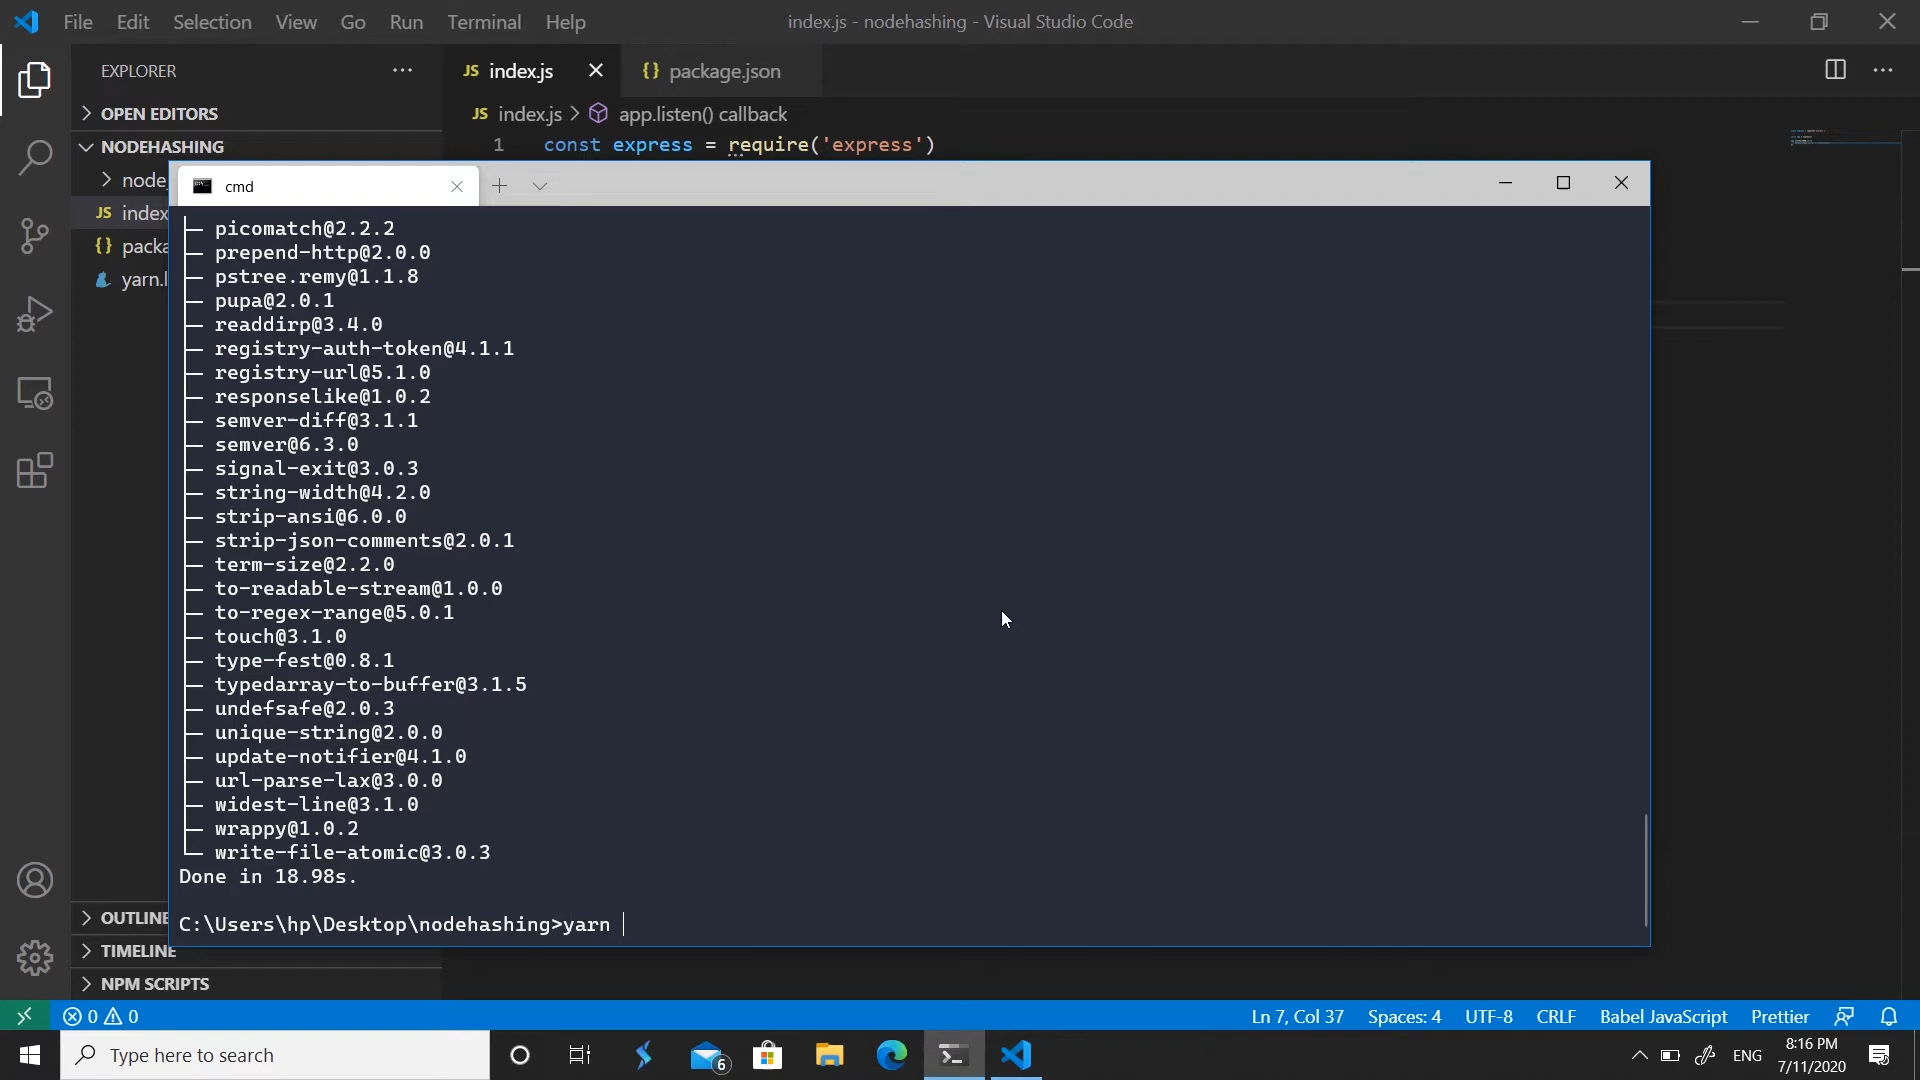 File Edit Selection View Go Run Terminal Help
index.js - nodehashing - Visual Studio Code
EXPLORER
JS index.js
{} package.json
OPEN EDITORS
JS index.js > app.listen() callback
NODEHASHING
1 const express = require('express')
node_
JS index
{} packa
yarn.l
cmd
picomatch@2.2.2
prepend-http@2.0.0
pstree.remy@1.1.8
pupa@2.0.1
readdirp@3.4.0
registry-auth-token@4.1.1
registry-url@5.1.0
responselike@1.0.2
semver-diff@3.1.1
semver@6.3.0
signal-exit@3.0.3
string-width@4.2.0
strip-ansi@6.0.0
strip-json-comments@2.0.1
term-size@2.2.0
to-readable-stream@1.0.0
to-regex-range@5.0.1
touch@3.1.0
type-fest@0.8.1
typedarray-to-buffer@3.1.5
undefsafe@2.0.3
unique-string@2.0.0
update-notifier@4.1.0
url-parse-lax@3.0.0
widest-line@3.1.0
wrappy@1.0.2
write-file-atomic@3.0.3
Done in 18.98s.
C:\Users\hp\Desktop\nodehashing>yarn
OUTLINE
TIMELINE
NPM SCRIPTS
0 0
Ln 7, Col 37 Spaces: 4 UTF-8 CRLF Babel JavaScript Prettier
Type here to search
6
ENG
8:16 PM
7/11/2020